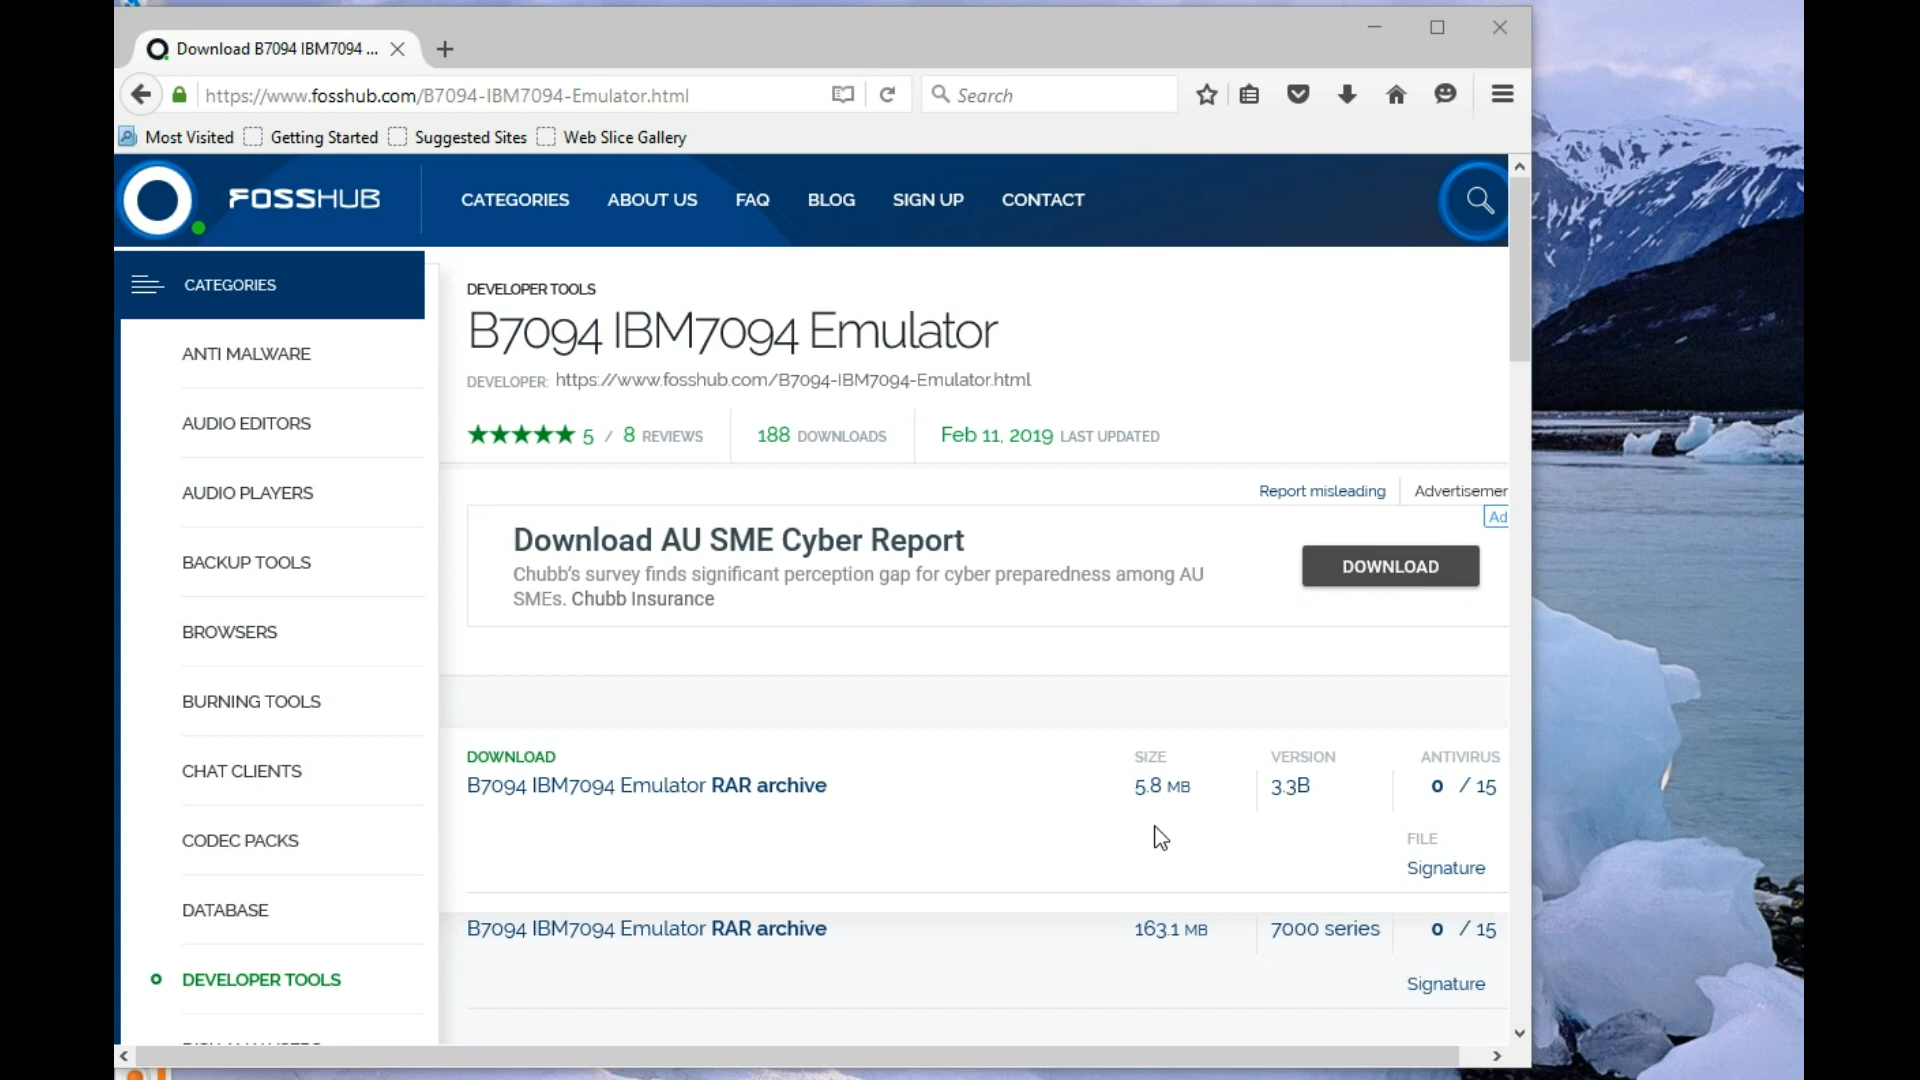 Download B7094 IBM7094 ...
https://www.fosshub.com/B7094-IBM7094-Emulator.html
Search
Most Visited
Getting Started
Suggested Sites
Web Slice Gallery
FOSSHUB
CATEGORIES
ABOUT US
FAQ
BLOG
SIGN UP
CONTACT
CATEGORIES
ANTI MALWARE
AUDIO EDITORS
AUDIO PLAYERS
BACKUP TOOLS
BROWSERS
BURNING TOOLS
CHAT CLIENTS
CODEC PACKS
DATABASE
DEVELOPER TOOLS
DEVELOPER TOOLS
B7094 IBM7094 Emulator
DEVELOPER: https://www.fosshub.com/B7094-IBM7094-Emulator.html
5 / 8 REVIEWS
188 DOWNLOADS
Feb 11, 2019 LAST UPDATED
Report misleading
Advertisemen
Ad
Download AU SME Cyber Report
Chubb's survey finds significant perception gap for cyber preparedness among AU
SMEs. Chubb Insurance
DOWNLOAD
DOWNLOAD
SIZE
VERSION
ANTIVIRUS
B7094 IBM7094 Emulator RAR archive
5.8 MB
3.3B
0 / 15
FILE
Signature
B7094 IBM7094 Emulator RAR archive
163.1 MB
7000 series
0 / 15
Signature